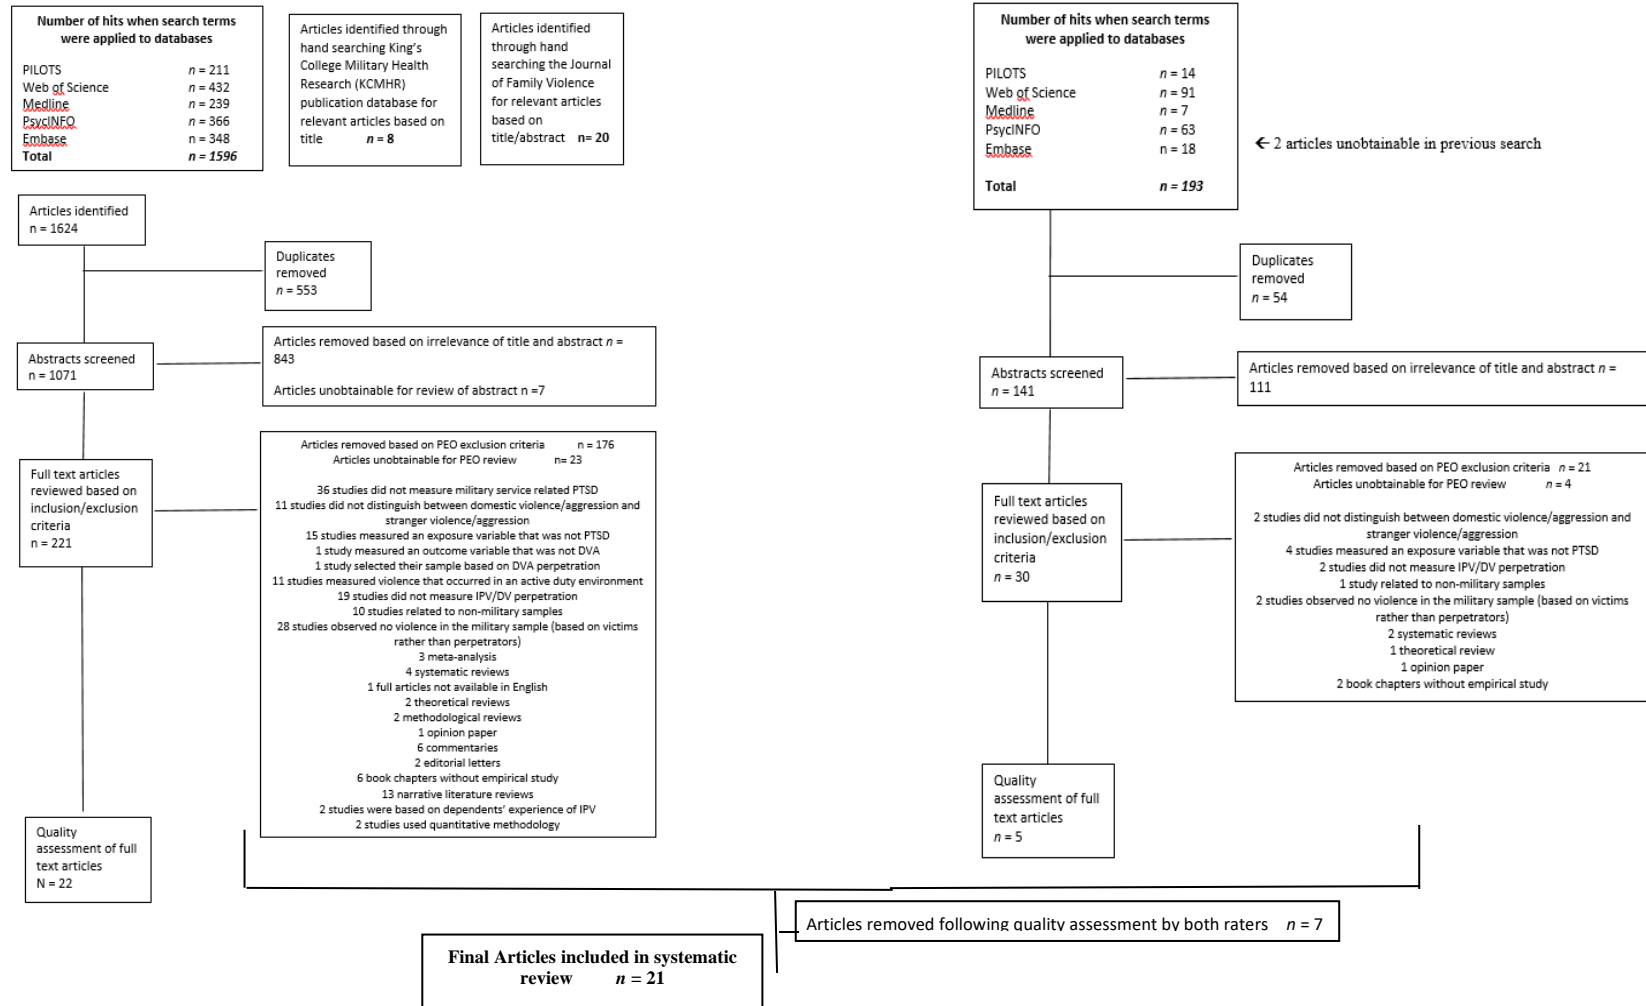 Number of hits when search terms
were applied to databases
PILOTS n = 211
Web of Science n = 432
Medline n = 239
PsycINFO n = 366
Embase n = 348
Total n = 1596
Articles identified through
hand searching King's
College Military Health
Research (KCMHR)
publication database for
relevant articles based on
title n = 8
Articles identified
through hand
searching the Journal
of Family Violence
for relevant articles
based on
title/abstract n= 20
Articles identified
n = 1624
Duplicates
removed
n = 553
Abstracts screened
n = 1071
Articles removed based on irrelevance of title and abstract n =
843
Articles unobtainable for review of abstract n =7
Full text articles
reviewed based on
inclusion/exclusion
criteria
n = 221
Articles removed based on PEO exclusion criteria n = 176
Articles unobtainable for PEO review n= 23
36 studies did not measure military service related PTSD
11 studies did not distinguish between domestic violence/aggression and
stranger violence/aggression
15 studies measured an exposure variable that was not PTSD
1 study measured an outcome variable that was not DVA
1 study selected their sample based on DVA perpetration
11 studies measured violence that occurred in an active duty environment
19 studies did not measure IPV/DV perpetration
10 studies related to non-military samples
28 studies observed no violence in the military sample (based on victims
rather than perpetrators)
3 meta-analysis
4 systematic reviews
1 full articles not available in English
2 theoretical reviews
2 methodological reviews
1 opinion paper
6 commentaries
2 editorial letters
6 book chapters without empirical study
13 narrative literature reviews
2 studies were based on dependents' experience of IPV
2 studies used quantitative methodology
Quality
assessment of full
text articles
N = 22
Number of hits when search terms
were applied to databases
PILOTS n = 14
Web of Science n = 91
Medline n = 7
PsycINFO n = 63
Embase n = 18
Total n = 193
← 2 articles unobtainable in previous search
Duplicates
removed
n = 54
Abstracts screened
n = 141
Articles removed based on irrelevance of title and abstract n =
111
Full text articles
reviewed based on
inclusion/exclusion
criteria
n = 30
Articles removed based on PEO exclusion criteria n = 21
Articles unobtainable for PEO review n = 4
2 studies did not distinguish between domestic violence/aggression and
stranger violence/aggression
4 studies measured an exposure variable that was not PTSD
2 studies did not measure IPV/DV perpetration
1 study related to non-military samples
2 studies observed no violence in the military sample (based on victims
rather than perpetrators)
2 systematic reviews
1 theoretical review
1 opinion paper
2 book chapters without empirical study
Quality
assessment of full
text articles
n = 5
Articles removed following quality assessment by both raters n = 7
Final Articles included in systematic
review n = 21